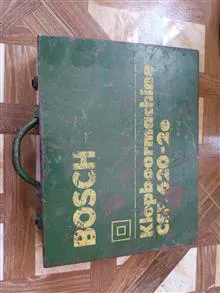 BOSCH
Klopboormachine
CSB 620-2e